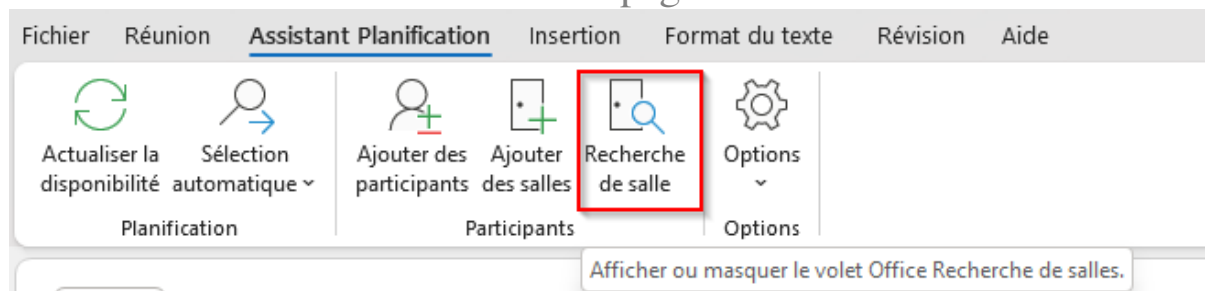 pag
Fichier Réunion Assistant Planification Insertion Format du texte Révision Aide
Actualiser la Sélection Ajouter des Ajouter Recherche Options
disponibilité automatique participants des salles de salle
Planification Participants Options
Afficher ou masquer le volet Office Recherche de salles.